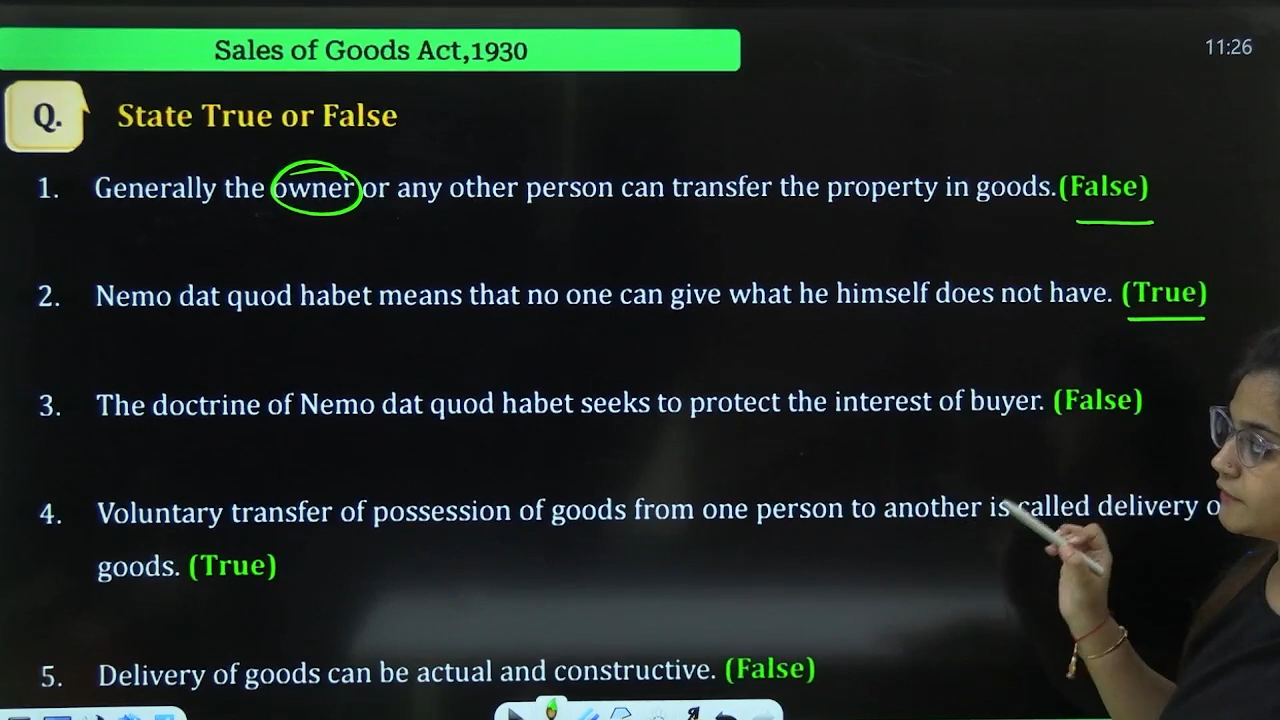 Sales of Goods Act,1930
11:26
Q. State True or False
1. Generally the owner or any other person can transfer the property in goods.(False)
2. Nemo dat quod habet means that no one can give what he himself does not have. (True)
3. The doctrine of Nemo dat quod habet seeks to protect the interest of buyer. (False)
4. Voluntary transfer of possession of goods from one person to another is called delivery
goods. (True)
5. Delivery of goods can be actual and constructive. (False)